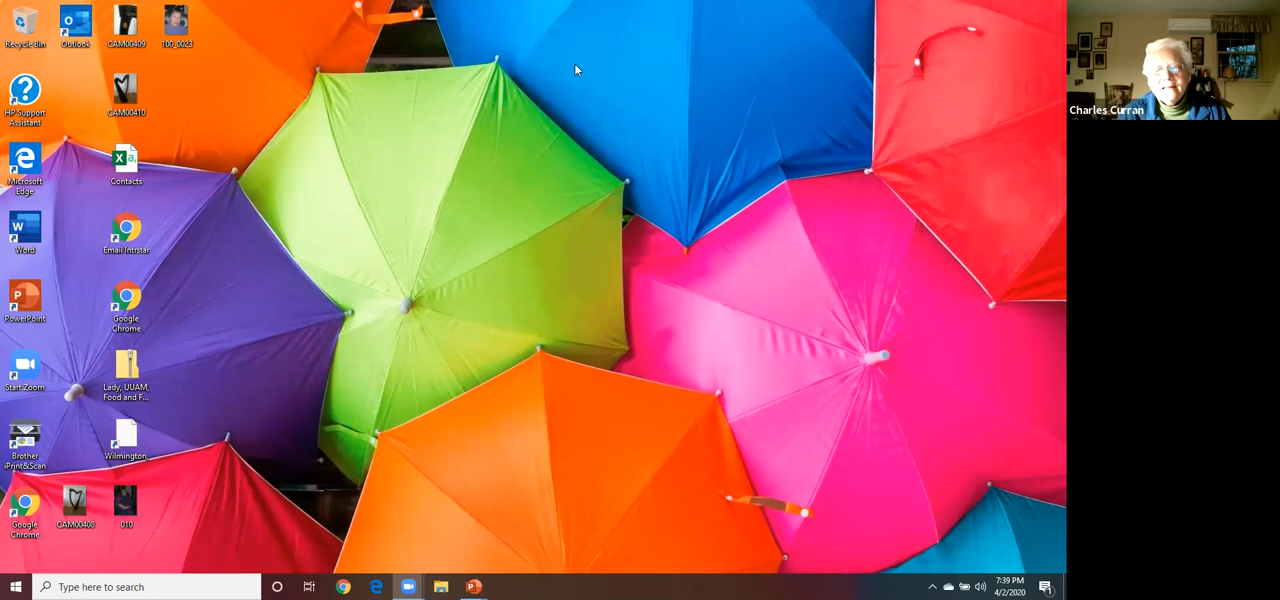 Recycle Bin
Outlook
CAM00409
100_0023
HP Support
Assistant
CAM00410
Microsoft
Edge
Contacts
Word
Email Intrstar
PowerPoint
Google
Chrome
Start Zoom
Lady, UUAM,
Food and F...
Brother
iPrint&Scan
Wilmington,
Google
Chrome
CAM00408
010
Charles Curran
Type here to search
7:39 PM
4/2/2020